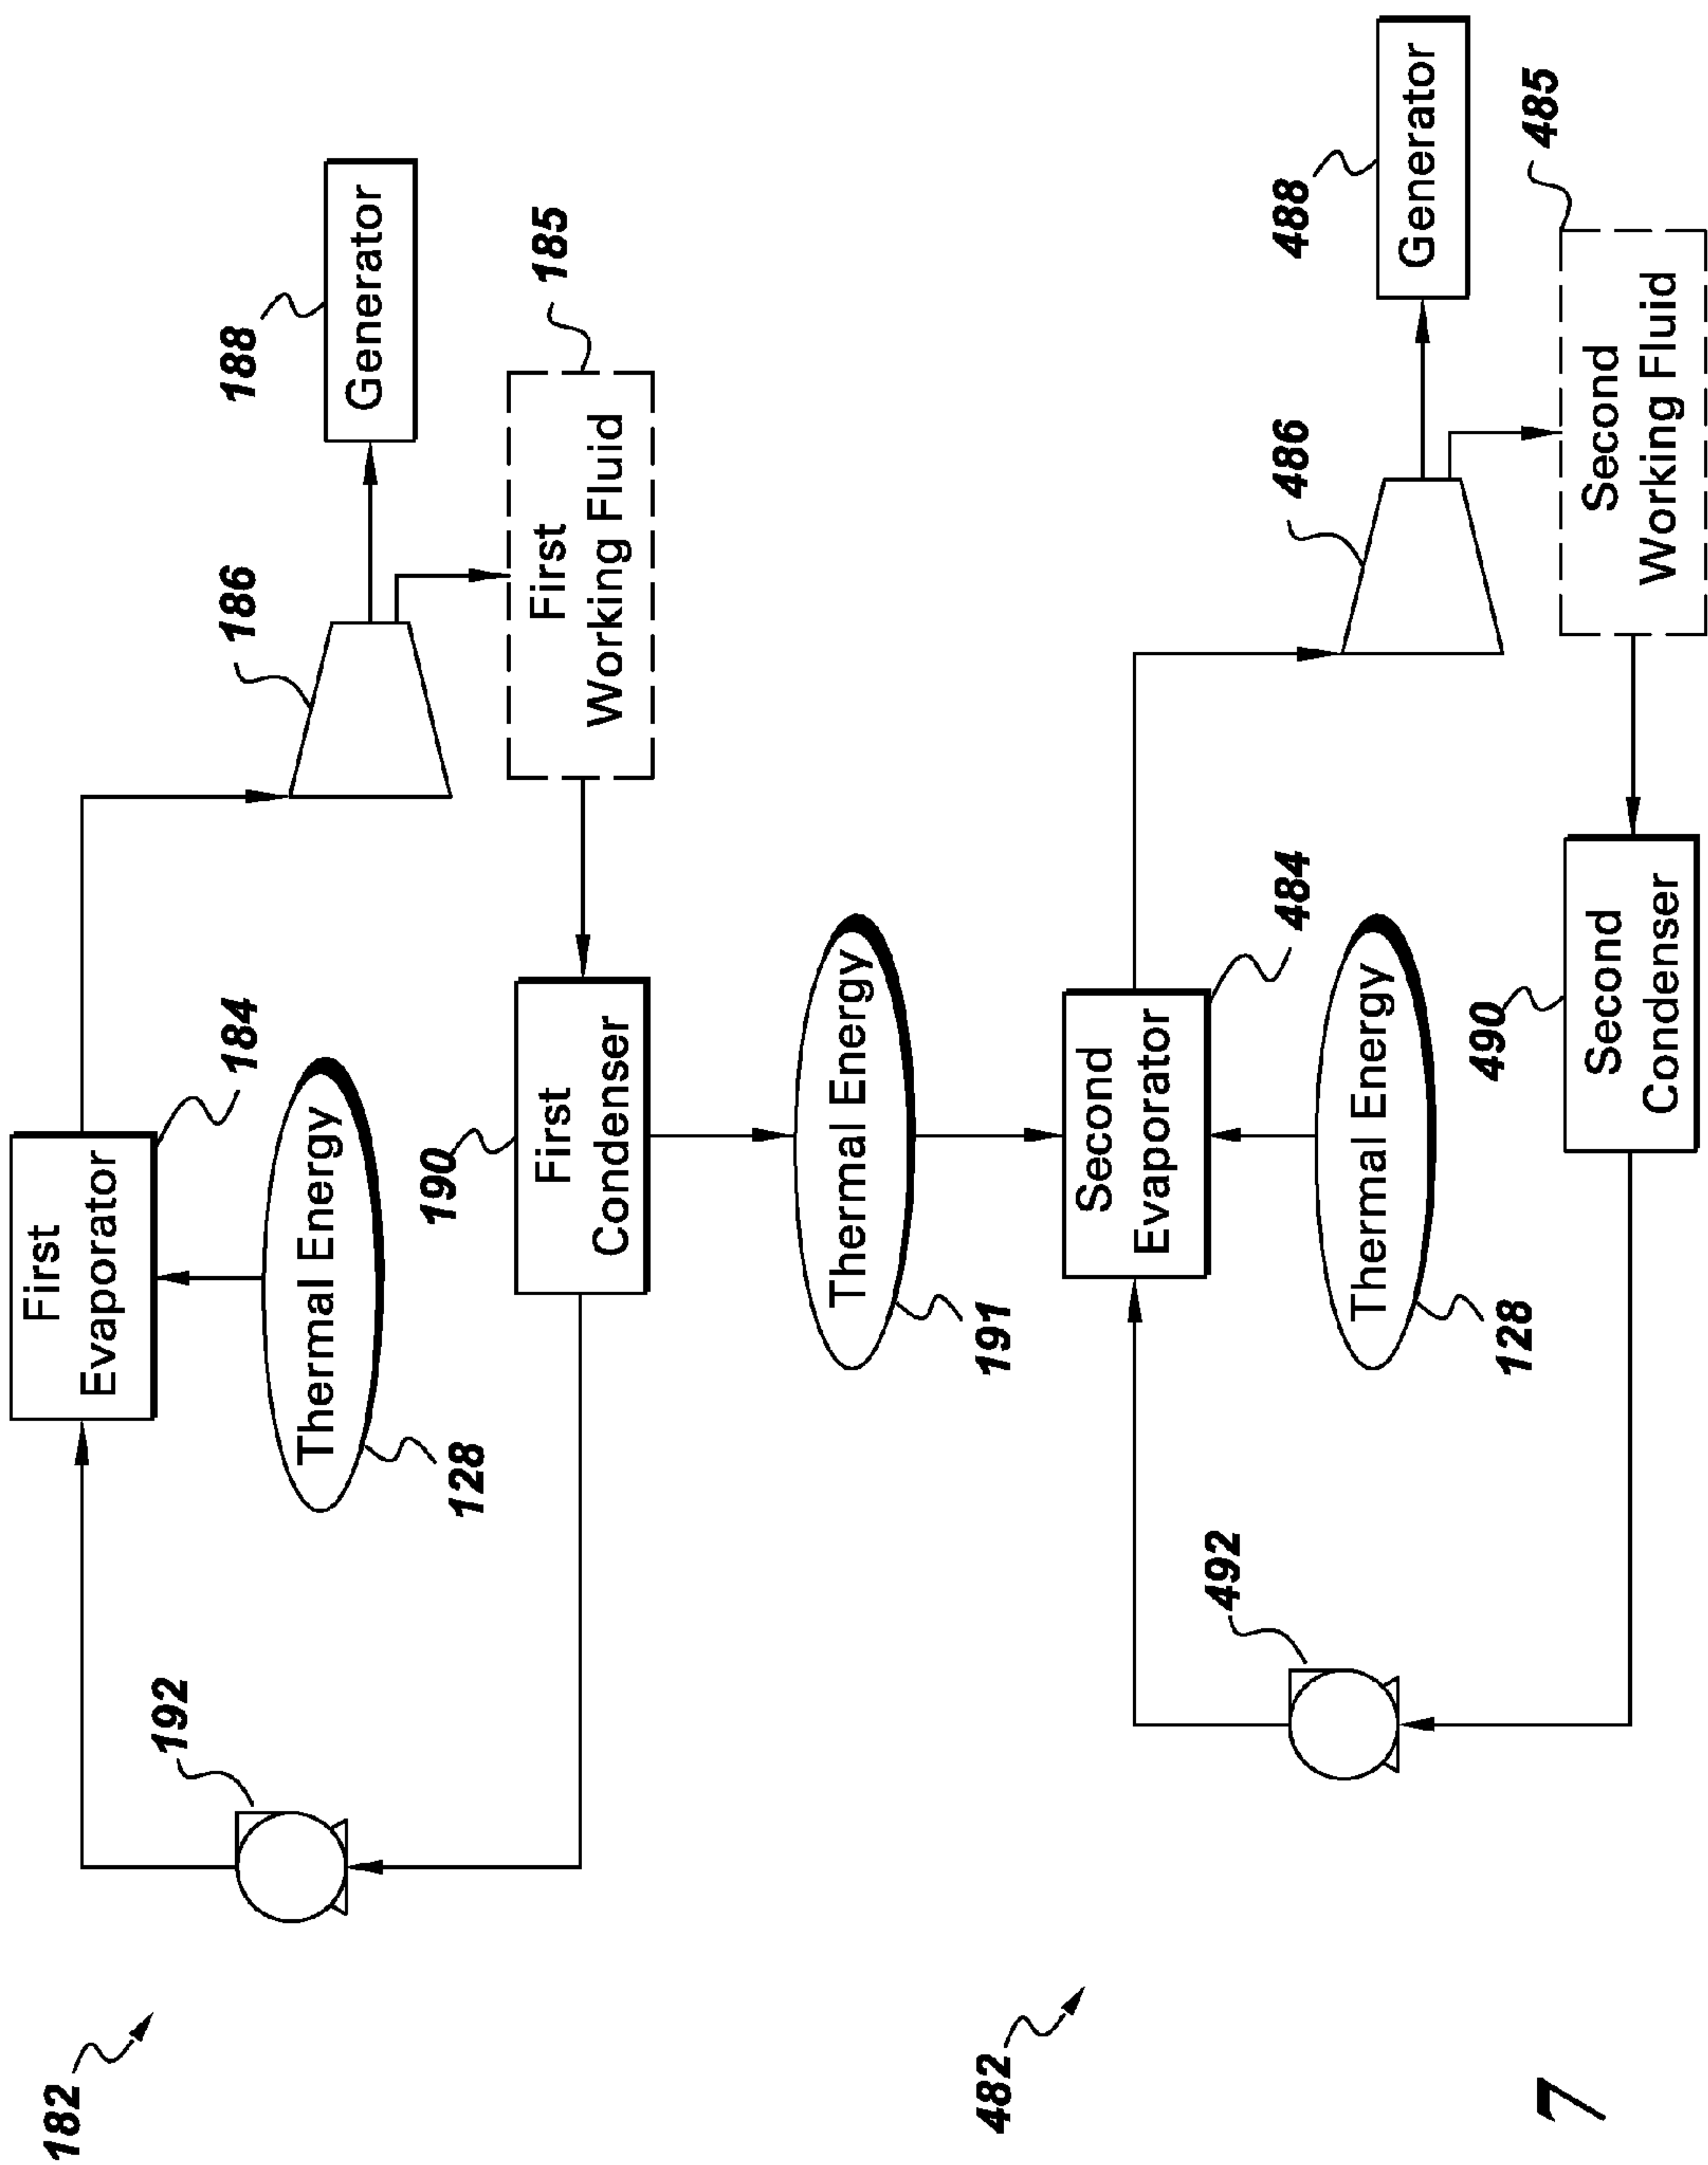 182
192
First
Evaporator
184
Thermal Energy
128
186
188
Generator
First
Working Fluid
185
190
First
Condenser
Thermal Energy
191
482
492
Second
Evaporator
484
Thermal Energy
128
486
488
Generator
Second
Working Fluid
485
490
Second
Condenser
7